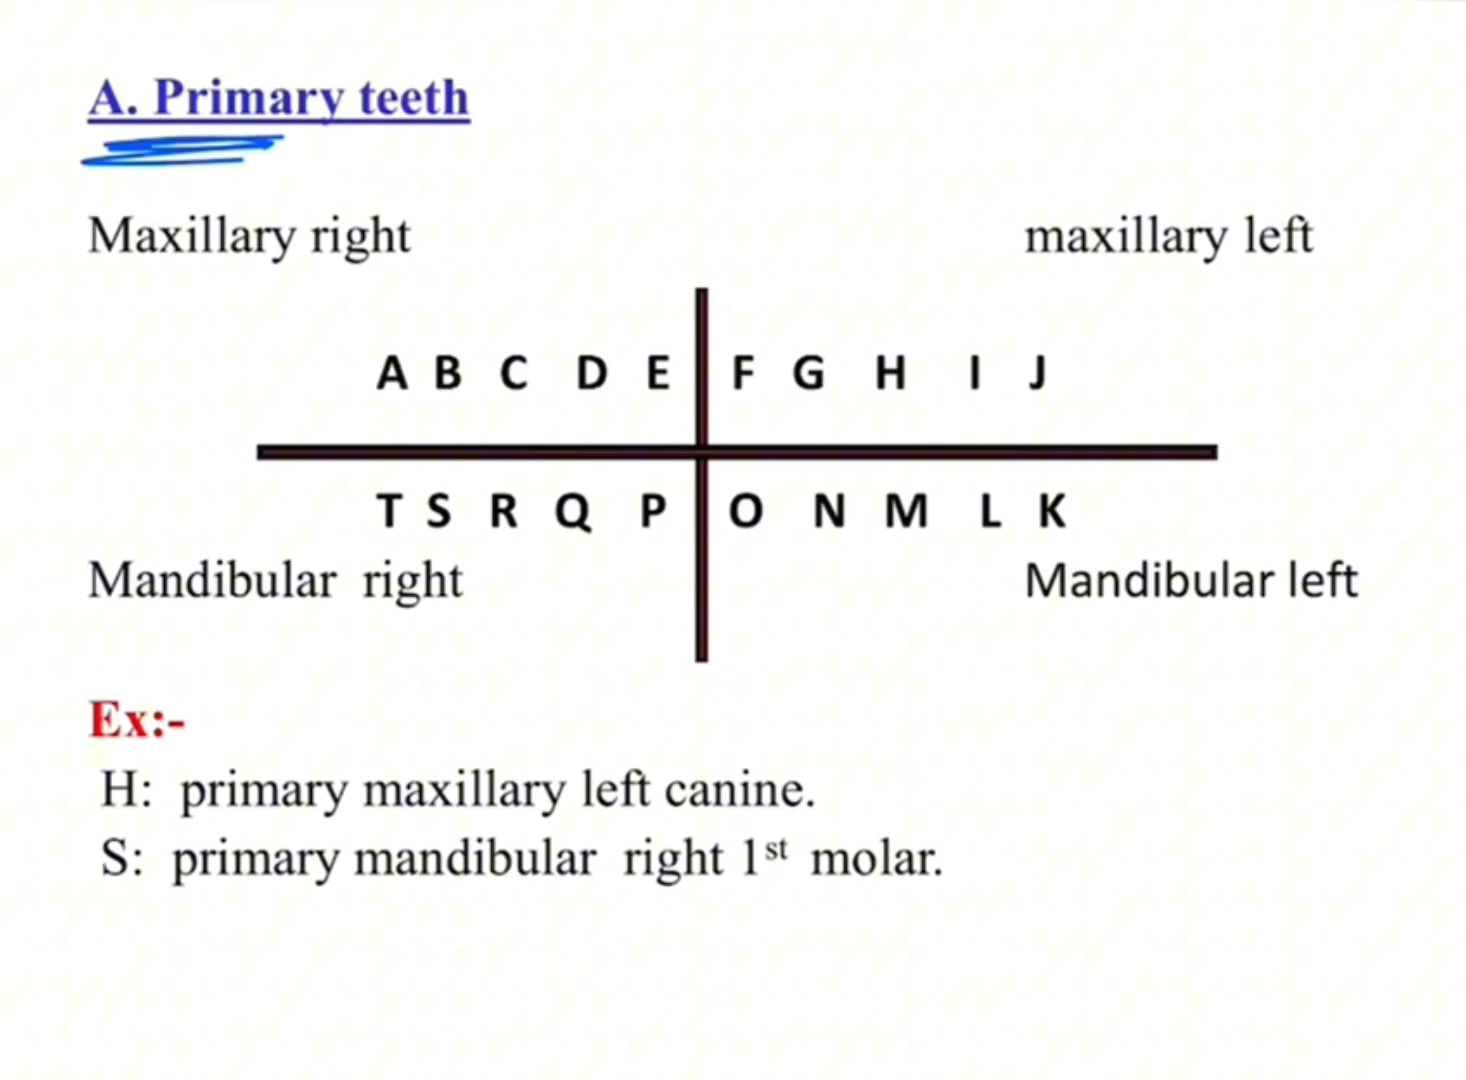 A. Primary teeth
Maxillary right maxillary left
A B C D E F G H I J
T S R Q P O N M L K
Mandibular right Mandibular left
Ex:-
H: primary maxillary left canine.
S: primary mandibular right 1st molar.